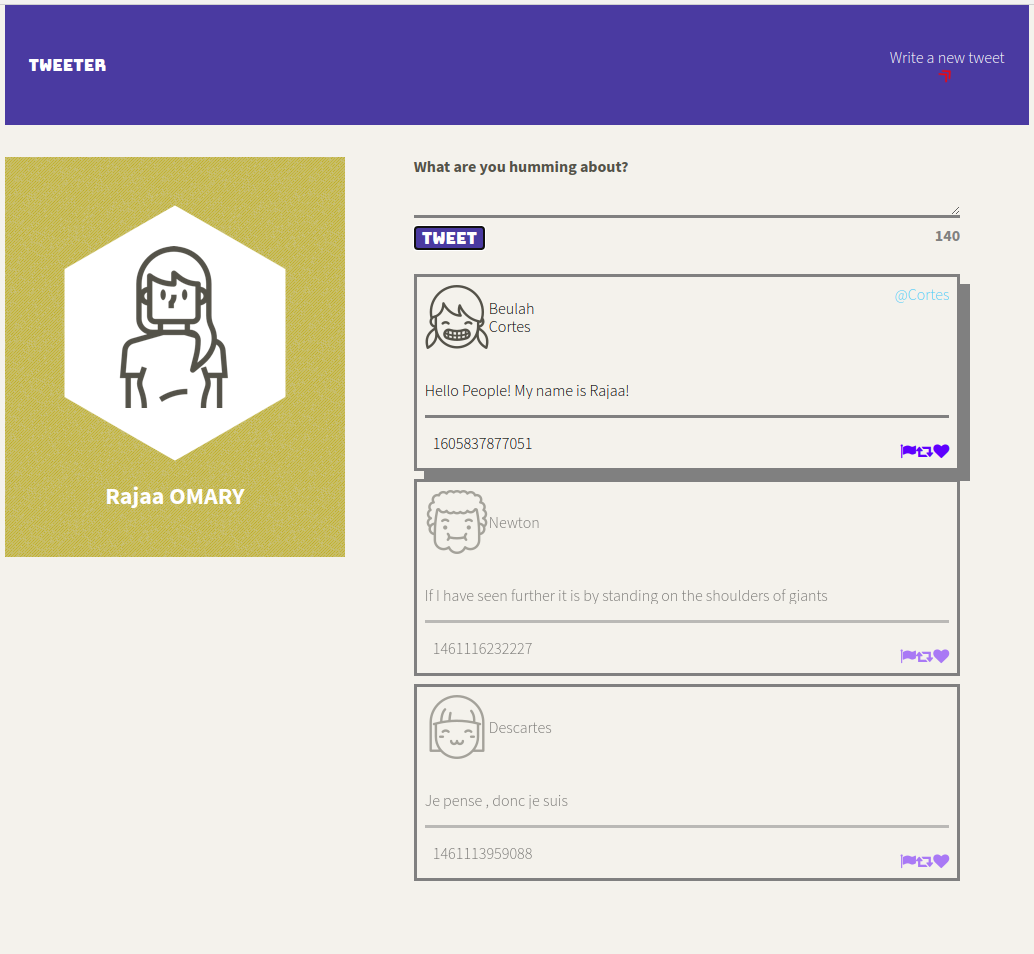 TWEETER
Write a new tweet
Rajaa OMARY
What are you humming about?
TWEET
140
Beulah
Cortes
@Cortes
Hello People! My name is Rajaa!
1605837877051
Newton
If I have seen further it is by standing on the shoulders of giants
1461116232227
Descartes
Je pense , donc je suis
1461113959088